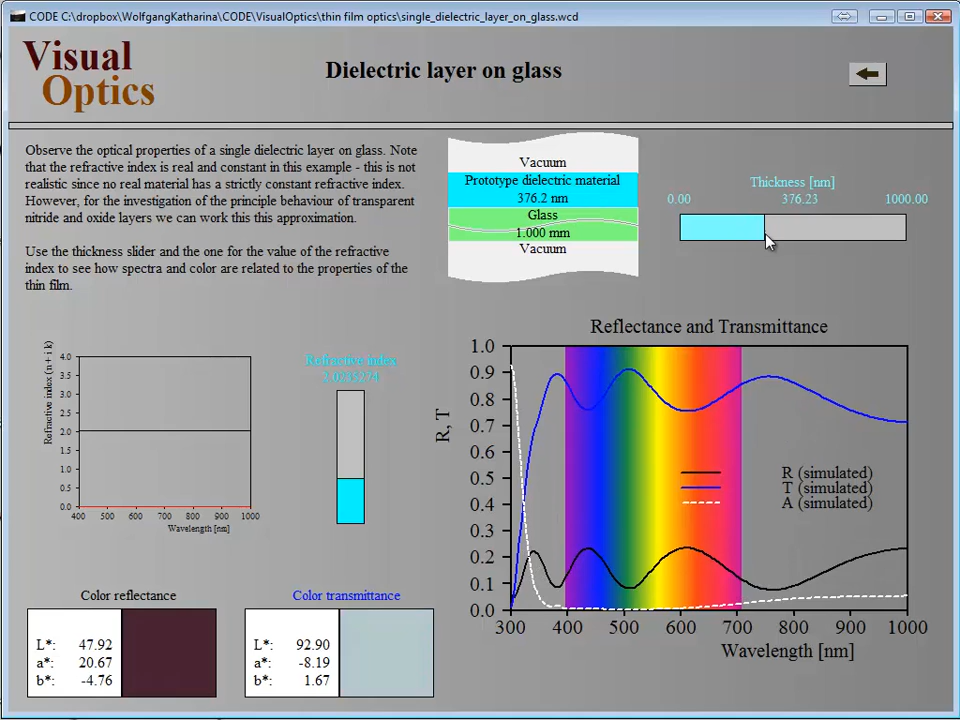 CODE C:\dropbox\WolfgangKatharina\CODE\VisualOptics\thin film optics\single_dielectric_layer_on_glass.wcd
Visual
Optics
Dielectric layer on glass
Observe the optical properties of a single dielectric layer on glass. Note
that the refractive index is real and constant in this example - this is not
realistic since no real material has a strictly constant refractive index.
However, for the investigation of the principle behaviour of transparent
nitride and oxide layers we can work this this approximation.
Use the thickness slider and the one for the value of the refractive
index to see how spectra and color are related to the properties of the
thin film.
Vacuum
Prototype dielectric material
376.2 nm
Glass
1.000 mm
Vacuum
Thickness [nm]
0.00 376.23 1000.00
Refractive index (n + i k)
4.0
3.5
3.0
2.5
2.0
1.5
1.0
0.5
0.0
400 500 600 700 800 900 1000
Wavelength [nm]
Refractive index
Reflectance and Transmittance
R, T
1.0
0.9
0.8
0.7
0.6
0.5
0.4
0.3
0.2
0.1
0.0
R (simulated)
T (simulated)
A (simulated)
300 400 500 600 700 800 900 1000
Wavelength [nm]
Color reflectance
L*: 47.92
a*: 20.67
b*: -4.76
Color transmittance
L*: 92.90
a*: -8.19
b*: 1.67